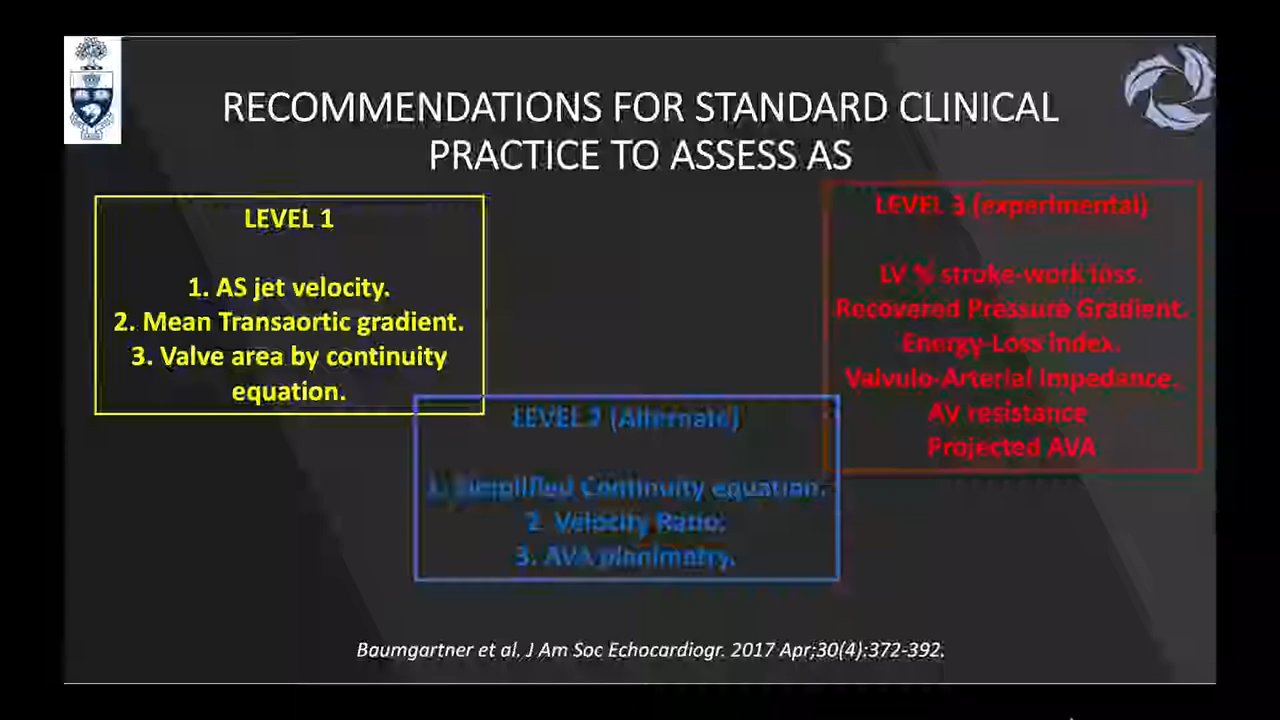 RECOMMENDATIONS FOR STANDARD CLINICAL
PRACTICE TO ASSESS AS
LEVEL 1
1. AS jet velocity.
2. Mean Transaortic gradient.
3. Valve area by continuity
equation.
LEVEL 2 (Alternate)
1. Simplified Continuity equation.
2. Velocity Ratio.
3. AVA planimetry.
LEVEL 3 (experimental)
LV % stroke-work loss.
Recovered Pressure Gradient.
Energy-Loss index.
Valvulo-Arterial Impedance.
AV resistance
Projected AVA
Baumgartner et al. J Am Soc Echocardiogr. 2017 Apr;30(4):372-392.